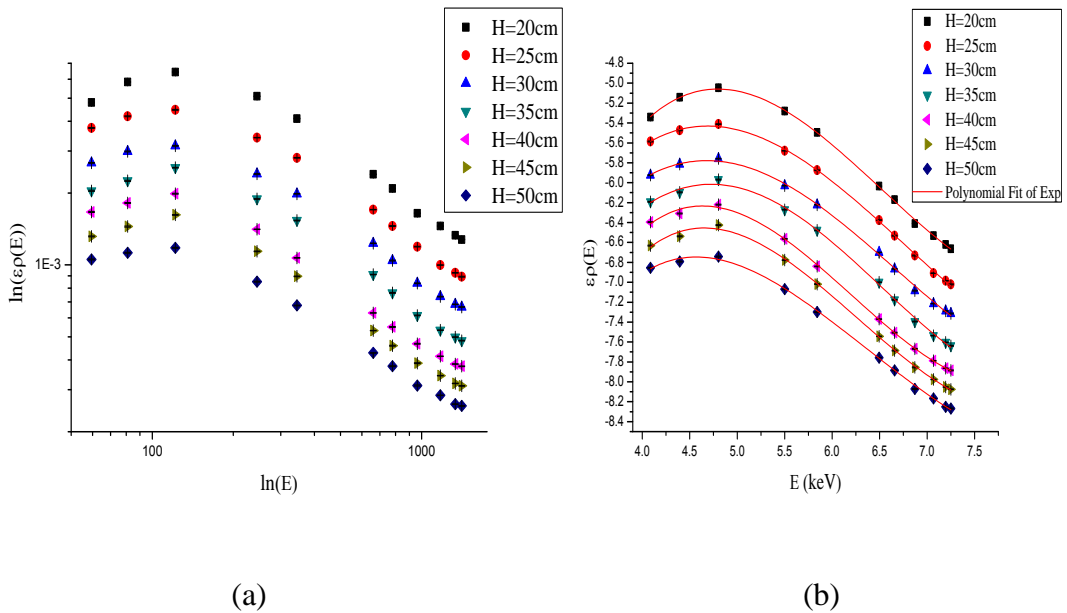 H=20cm
H=25cm
H=30cm
H=35cm
H=40cm
H=45cm
H=50cm
1E-3
ln(ερ(E))
100
1000
ln(E)
(a)
H=20cm
H=25cm
H=30cm
H=35cm
H=40cm
H=45cm
H=50cm
Polynomial Fit of Exp
-4.8
-5.0
-5.2
-5.4
-5.6
-5.8
-6.0
-6.2
-6.4
-6.6
-6.8
-7.0
-7.2
-7.4
-7.6
-7.8
-8.0
-8.2
-8.4
ερ(E)
4.0
4.5
5.0
5.5
6.0
6.5
7.0
7.5
E (keV)
(b)